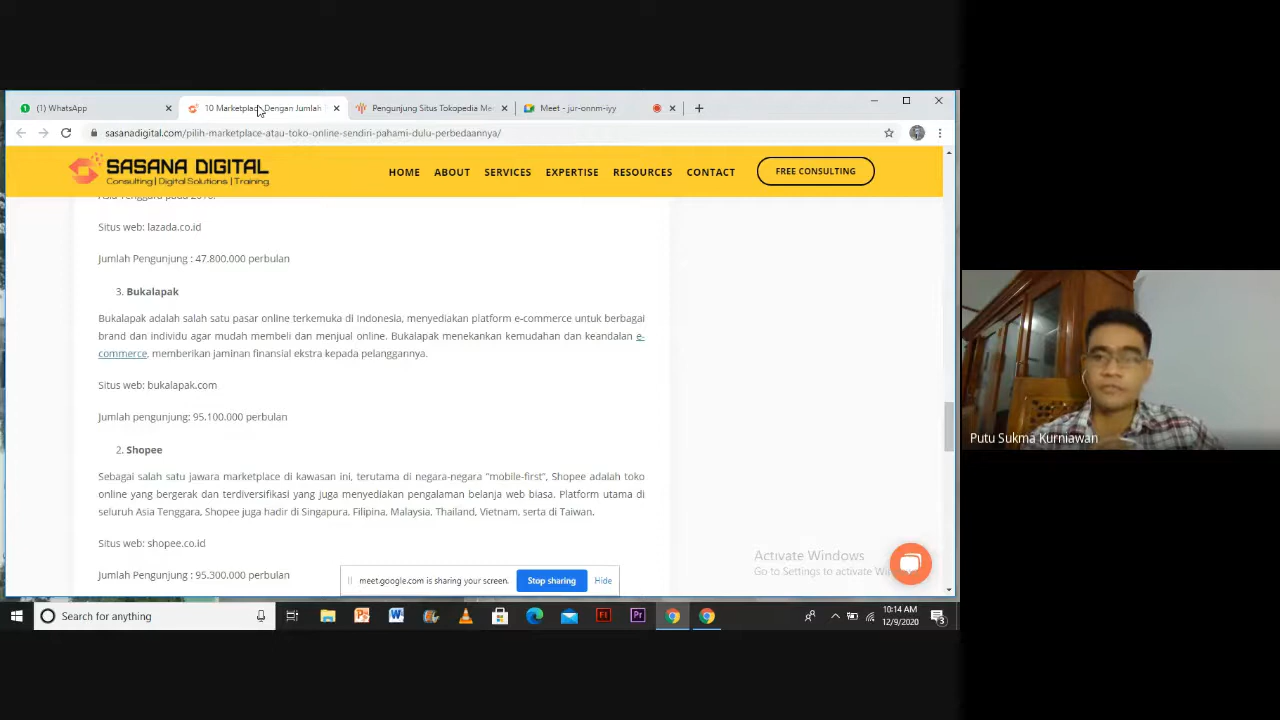 (1) WhatsApp
10 Marketplace Dengan Jumlah
Pengunjung Situs Tokopedia Me
Meet - jur-onnm-iyy
sasanadigital.com/pilih-marketplace-atau-toko-online-sendiri-pahami-dulu-perbedaannya/
SASANA DIGITAL
Consulting | Digital Solutions | Training
HOME ABOUT SERVICES EXPERTISE RESOURCES CONTACT FREE CONSULTING
Asia Tenggara pada 2016.
Situs web: lazada.co.id
Jumlah Pengunjung : 47.800.000 perbulan
3. Bukalapak
Bukalapak adalah salah satu pasar online terkemuka di Indonesia, menyediakan platform e-commerce untuk berbagai
brand dan individu agar mudah membeli dan menjual online. Bukalapak menekankan kemudahan dan keandalan e-
commerce, memberikan jaminan finansial ekstra kepada pelanggannya.
Situs web: bukalapak.com
Jumlah pengunjung: 95.100.000 perbulan
2. Shopee
Sebagai salah satu jawara marketplace di kawasan ini, terutama di negara-negara "mobile-first", Shopee adalah toko
online yang bergerak dan terdiversifikasi yang juga menyediakan pengalaman belanja web biasa. Platform utama di
seluruh Asia Tenggara, Shopee juga hadir di Singapura, Filipina, Malaysia, Thailand, Vietnam, serta di Taiwan.
Situs web: shopee.co.id
Jumlah Pengunjung : 95.300.000 perbulan
Activate Windows
Go to Settings to activate Wi
meet.google.com is sharing your screen. Stop sharing Hide
Search for anything
10:14 AM
12/9/2020
3
Putu Sukma Kurniawan